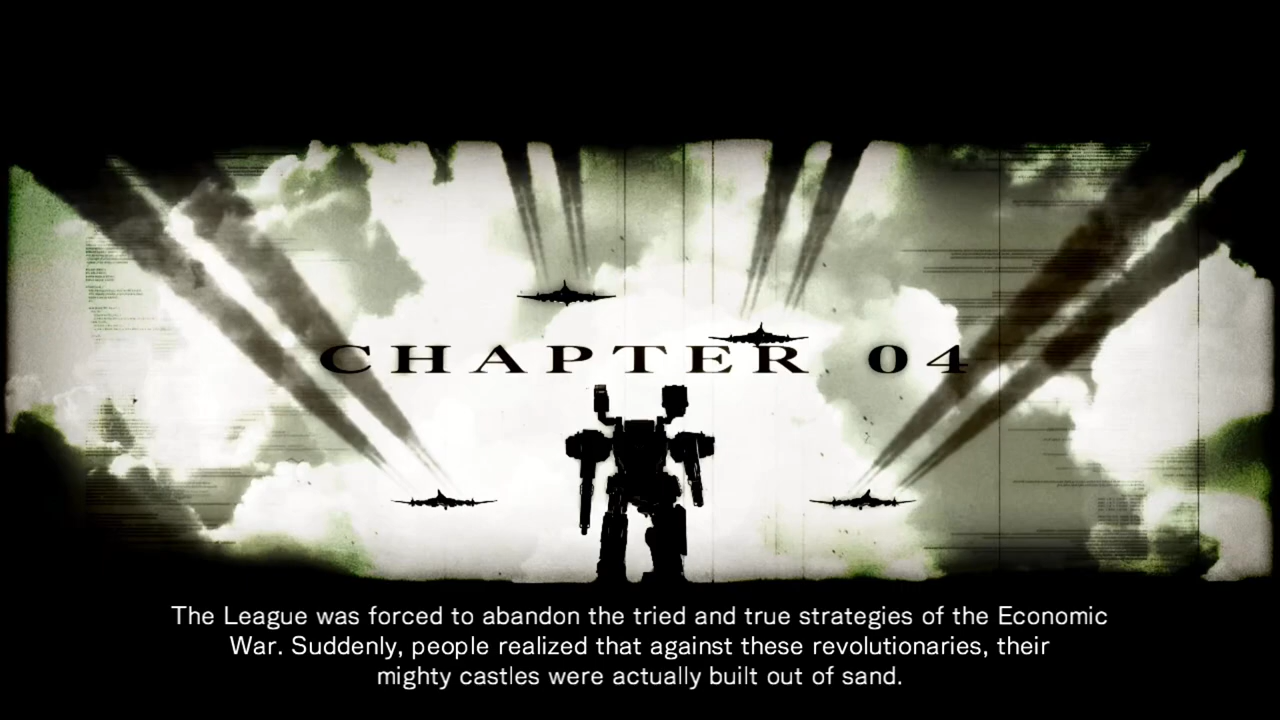 CHAPTER 04
The League was forced to abandon the tried and true strategies of the Economic
War. Suddenly, people realized that against these revolutionaries, their
mighty castles were actually built out of sand.